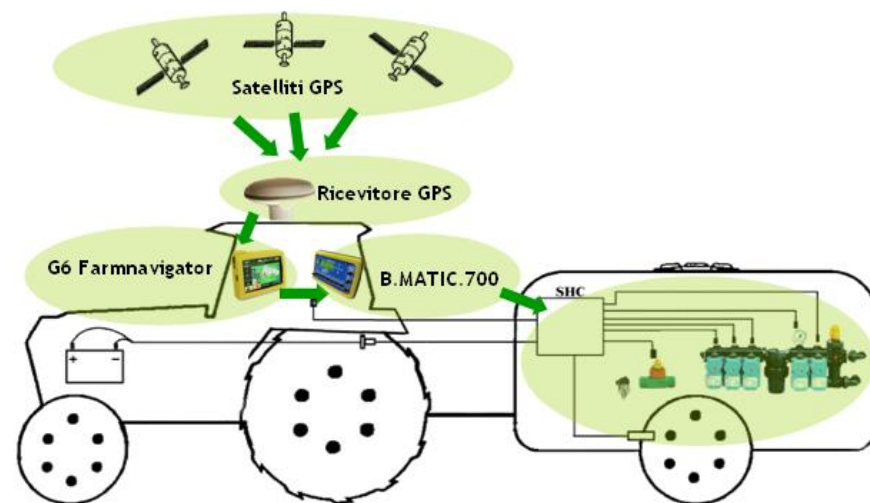 Satelliti GPS
Ricevitore GPS
G6 Farmnavigator
B.MATIC.700
SHC
+ −